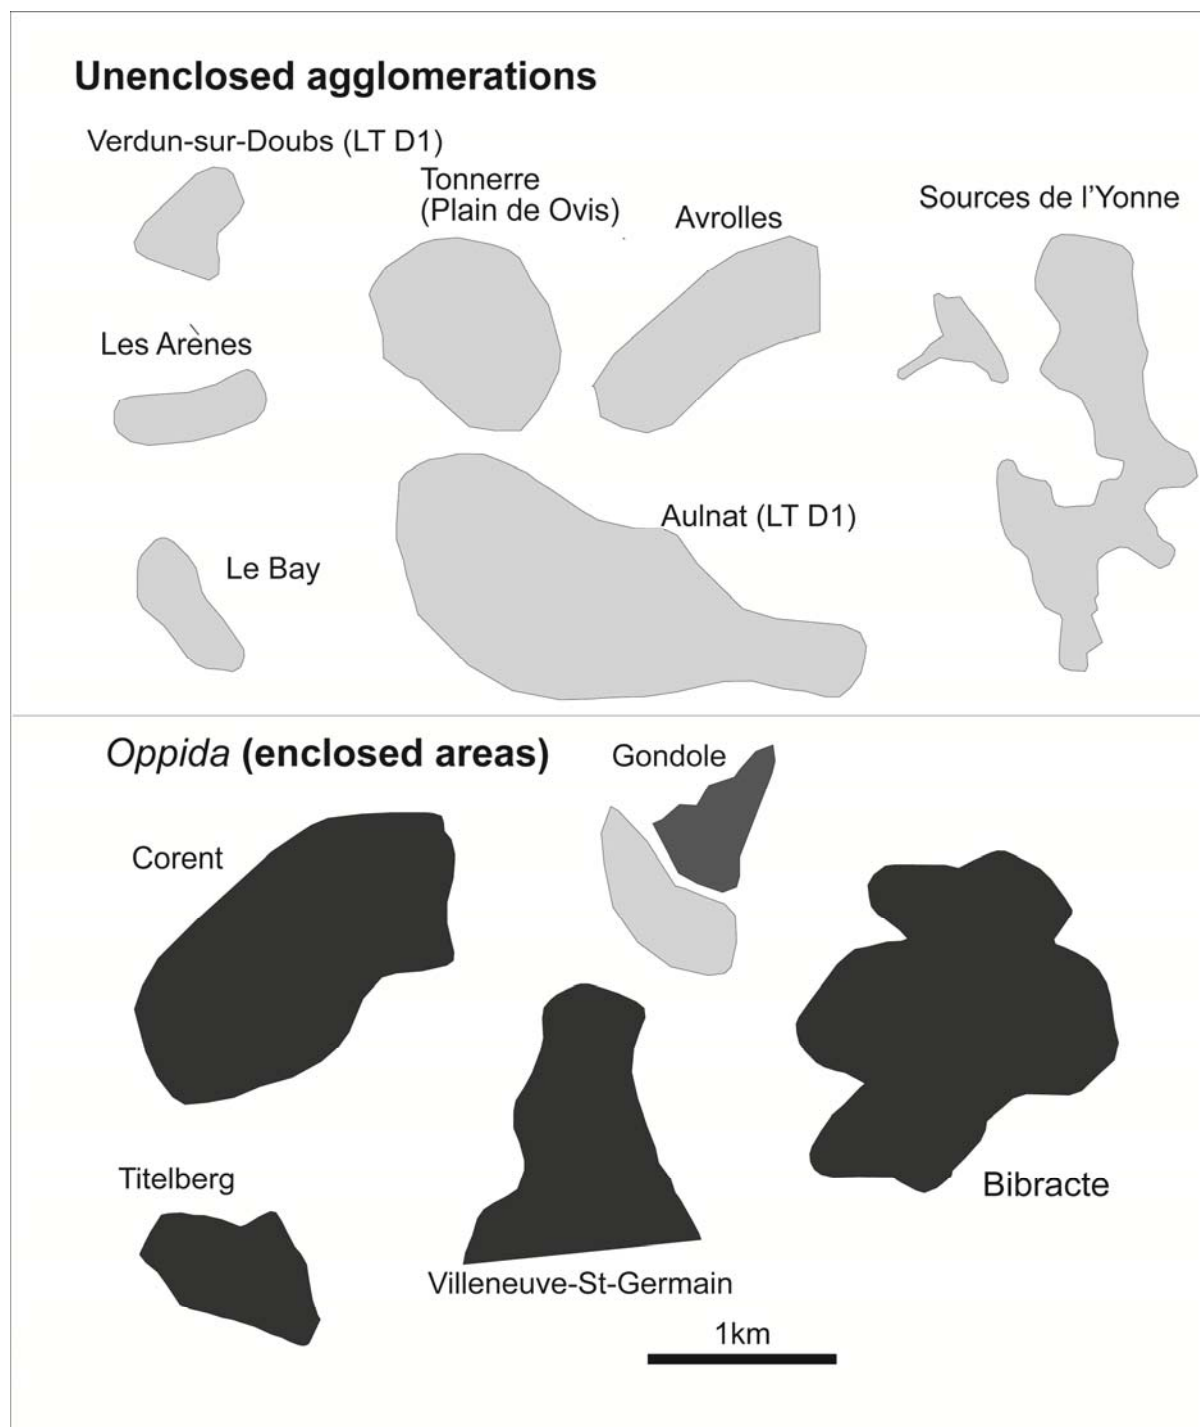 Unenclosed agglomerations
Verdun-sur-Doubs (LT D1)
Tonnerre
(Plain de Ovis)
Avrolles
Sources de l'Yonne
Les Arènes
Aulnat (LT D1)
Le Bay
Oppida (enclosed areas)
Gondole
Corent
Titelberg
Bibracte
Villeneuve-St-Germain
1km